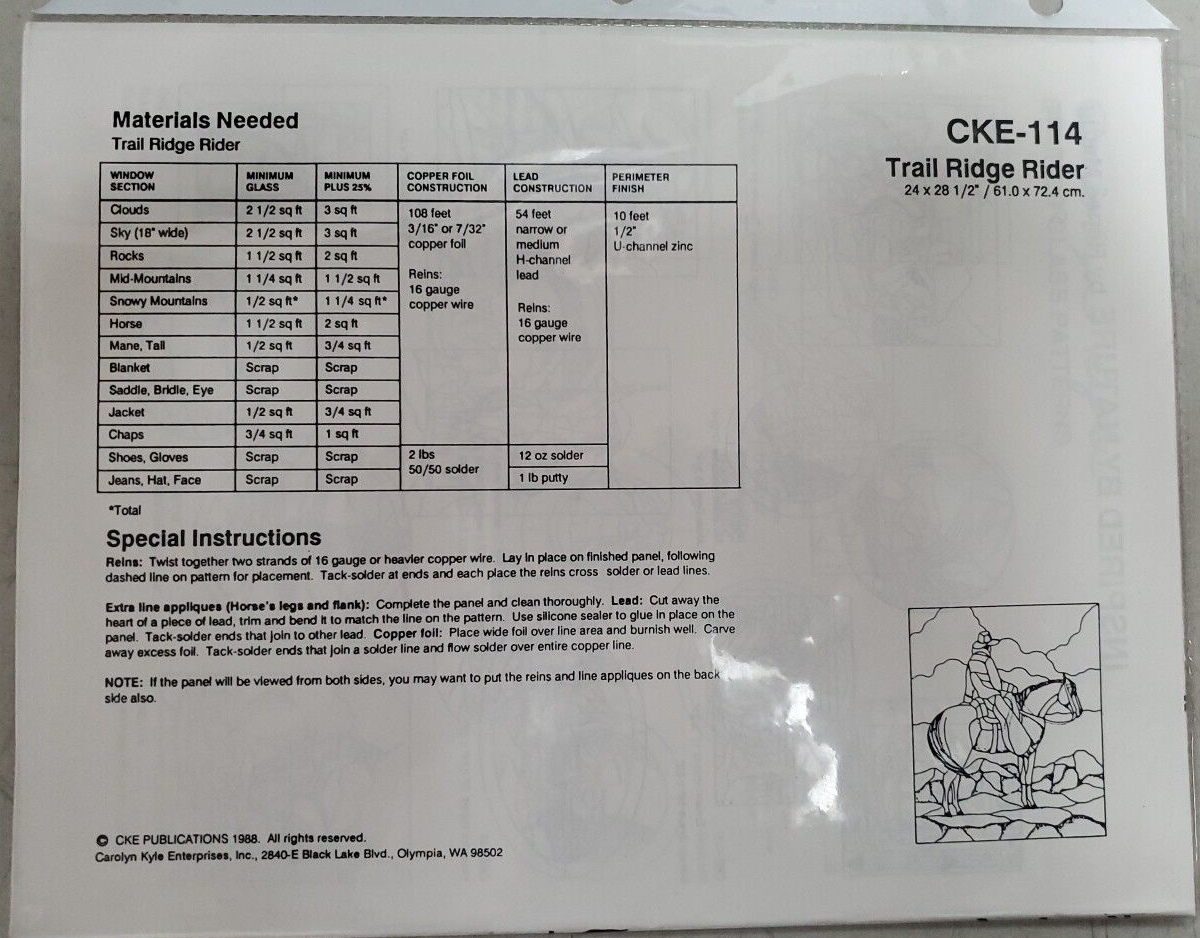 Materials Needed
Trail Ridge Rider
CKE-114
Trail Ridge Rider
24 x 28 1/2" / 61.0 x 72.4 cm.
WINDOW SECTION MINIMUM GLASS MINIMUM PLUS 25% COPPER FOIL CONSTRUCTION LEAD CONSTRUCTION PERIMETER FINISH
Clouds 2 1/2 sq ft 3 sq ft
Sky (18" wide) 2 1/2 sq ft 3 sq ft
Rocks 1 1/2 sq ft 2 sq ft
Mid-Mountains 1 1/4 sq ft 1 1/2 sq ft
Snowy Mountains 1/2 sq ft* 1 1/4 sq ft*
Horse 1 1/2 sq ft 2 sq ft
Mane, Tail 1/2 sq ft 3/4 sq ft
Blanket Scrap Scrap
Saddle, Bridle, Eye Scrap Scrap
Jacket 1/2 sq ft 3/4 sq ft
Chaps 3/4 sq ft 1 sq ft
Shoes, Gloves Scrap Scrap
Jeans, Hat, Face Scrap Scrap
108 feet
3/16" or 7/32"
copper foil
Reins:
16 gauge
copper wire
2 lbs
50/50 solder
54 feet
narrow or
medium
H-channel
lead
Reins:
16 gauge
copper wire
12 oz solder
1 lb putty
10 feet
1/2"
U-channel zinc
*Total
Special Instructions
Reins: Twist together two strands of 16 gauge or heavier copper wire. Lay in place on finished panel, following
dashed line on pattern for placement. Tack-solder at ends and each place the reins cross solder or lead lines.
Extra line appliques (Horse's legs and flank): Complete the panel and clean thoroughly. Lead: Cut away the
heart of a piece of lead, trim and bend it to match the line on the pattern. Use silicone sealer to glue in place on the
panel. Tack-solder ends that join to other lead. Copper foil: Place wide foil over line area and burnish well. Carve
away excess foil. Tack-solder ends that join a solder line and flow solder over entire copper line.
NOTE: If the panel will be viewed from both sides, you may want to put the reins and line appliques on the back
side also.
© CKE PUBLICATIONS 1988. All rights reserved.
Carolyn Kyle Enterprises, Inc., 2840-E Black Lake Blvd., Olympia, WA 98502